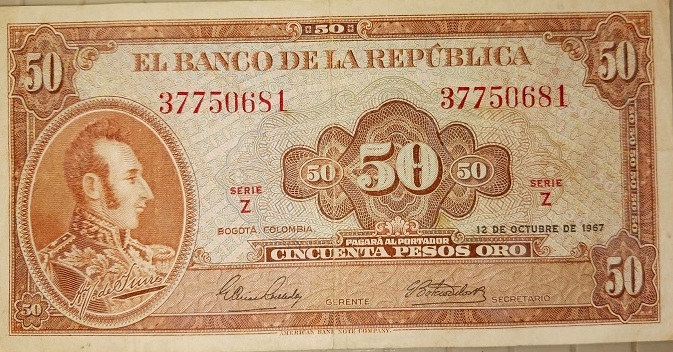 50
50 EL BANCO DE LA REPÚBLICA 50
37750681 37750681
50 50 50
SERIE Z SERIE Z
BOGOTÁ, COLOMBIA 12 DE OCTUBRE DE 1967
PAGARÁ AL PORTADOR
CINCUENTA PESOS ORO
50 GERENTE SECRETARIO 50
AMERICAN BANK NOTE COMPANY.